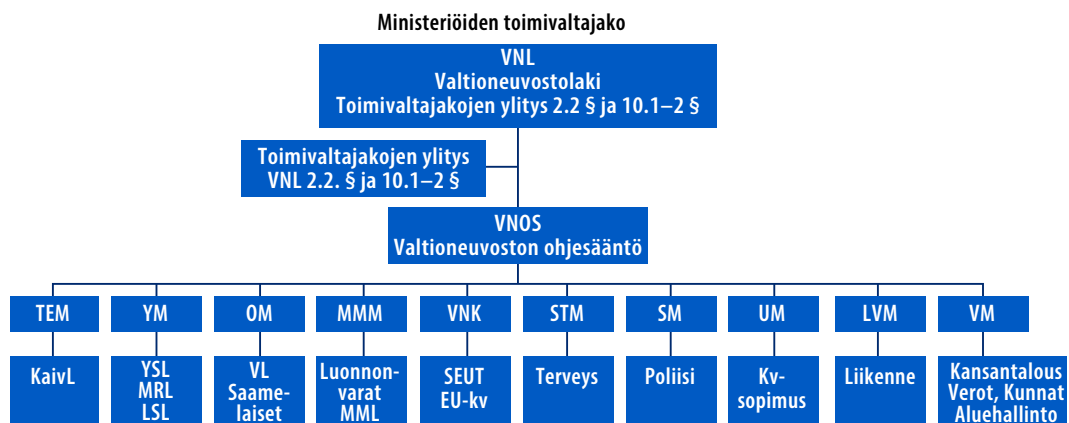 Ministeriöiden toimivaltajako
VNL
Valtioneuvostolaki
Toimivaltajakojen ylitys 2.2 § ja 10.1–2 §
Toimivaltajakojen ylitys
VNL 2.2. § ja 10.1–2 §
VNOS
Valtioneuvoston ohjesääntö
TEM
YM
OM
MMM
VNK
STM
SM
UM
LVM
VM
KaivL
YSL
MRL
LSL
VL
Saame-
laiset
Luonnon-
varat
MML
SEUT
EU-kv
Terveys
Poliisi
Kv-
sopimus
Liikenne
Kansantalous
Verot, Kunnat
Aluehallinto